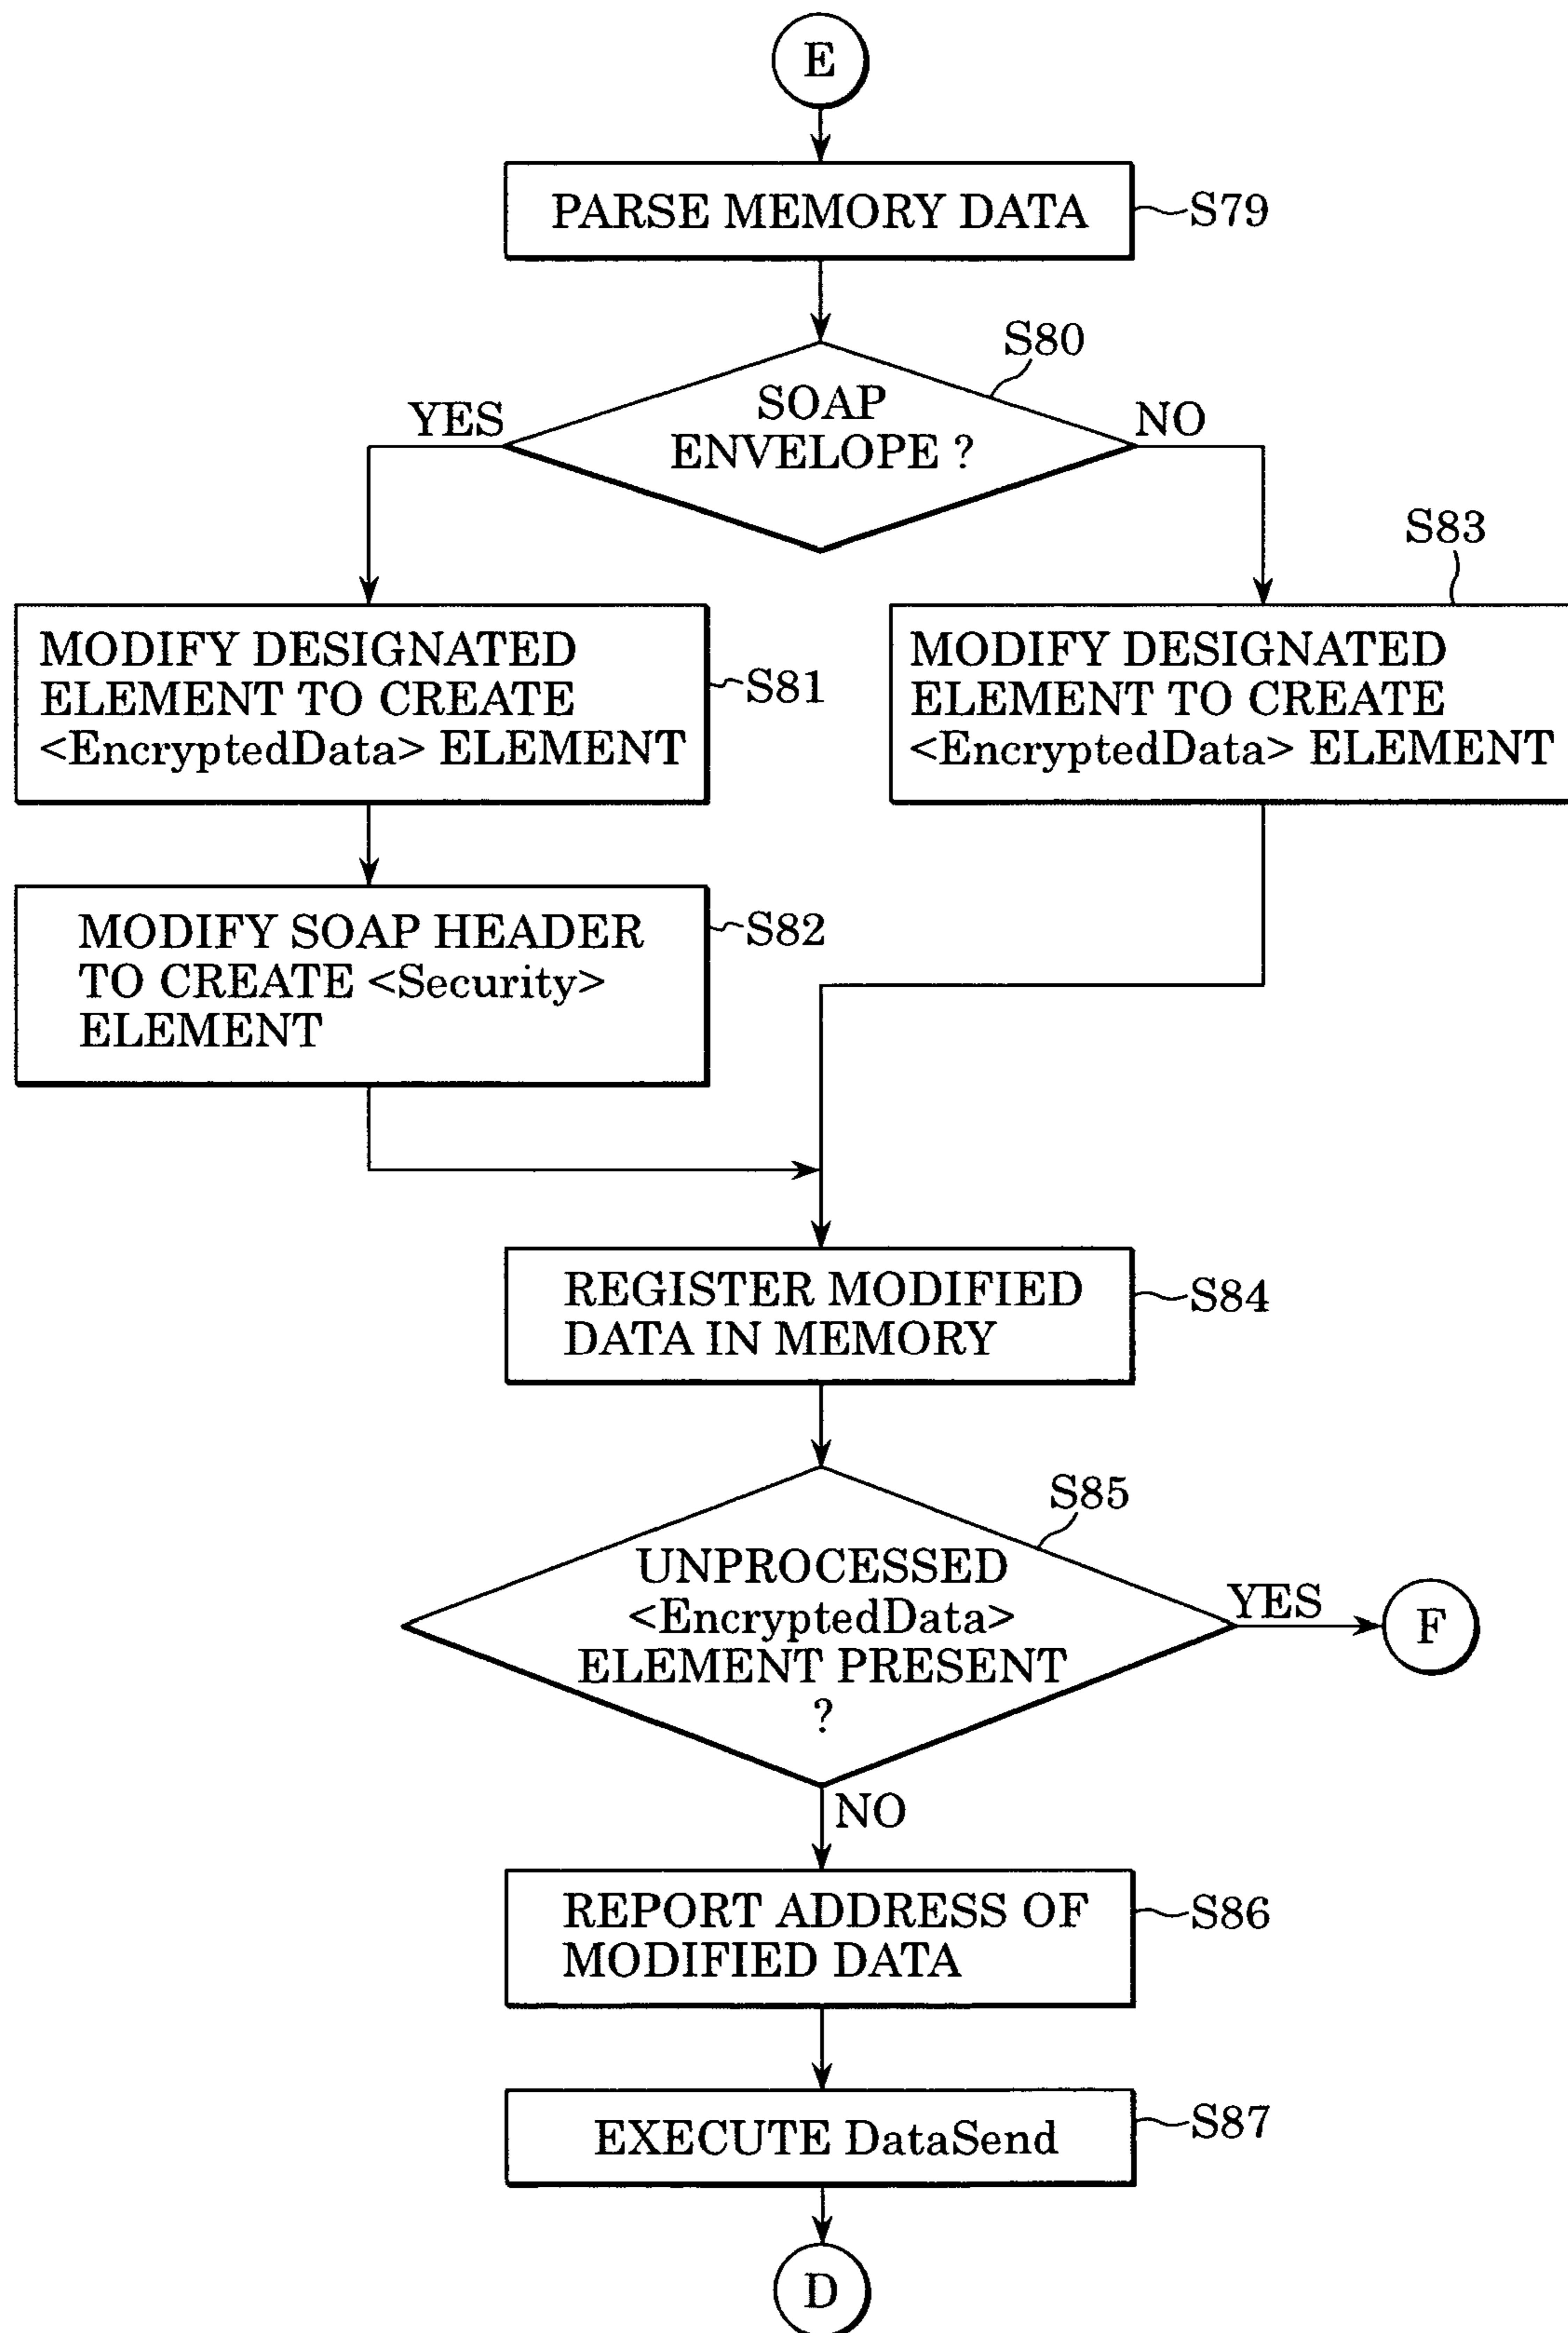 E
PARSE MEMORY DATA
S79
S80
SOAP
ENVELOPE ?
YES
NO
S83
MODIFY DESIGNATED
ELEMENT TO CREATE
<EncryptedData> ELEMENT
S81
MODIFY DESIGNATED
ELEMENT TO CREATE
<EncryptedData> ELEMENT
MODIFY SOAP HEADER
TO CREATE <Security>
ELEMENT
S82
REGISTER MODIFIED
DATA IN MEMORY
S84
S85
UNPROCESSED
<EncryptedData>
ELEMENT PRESENT
?
YES
F
NO
REPORT ADDRESS OF
MODIFIED DATA
S86
EXECUTE DataSend
S87
D